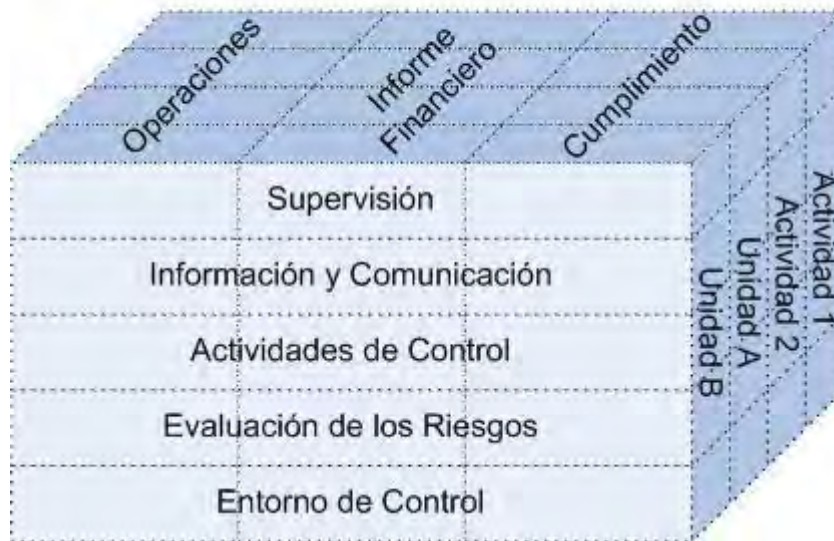 Operaciones
Informe
Financiero
Cumplimiento
Supervisión
Información y Comunicación
Actividades de Control
Evaluación de los Riesgos
Entorno de Control
Unidad B
Unidad A
Actividad 2
Actividad 1